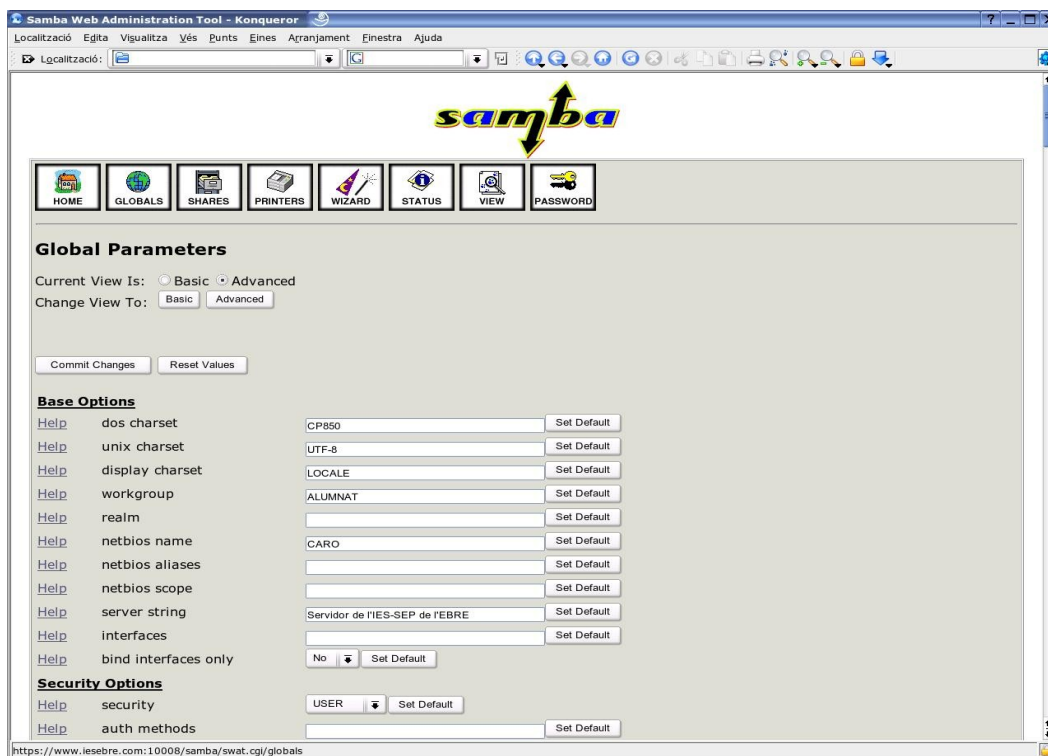 Samba Web Administration Tool - Konqueror
Localització Edita Visualitza Vés Punts Eines Arranjament Finestra Ajuda
Localització:
samba
HOME GLOBALS SHARES PRINTERS WIZARD STATUS VIEW PASSWORD
Global Parameters
Current View Is: Basic Advanced
Change View To: Basic Advanced
Commit Changes Reset Values
Base Options
Help dos charset CP850 Set Default
Help unix charset UTF-8 Set Default
Help display charset LOCALE Set Default
Help workgroup ALUMNAT Set Default
Help realm Set Default
Help netbios name CARO Set Default
Help netbios aliases Set Default
Help netbios scope Set Default
Help server string Servidor de l'IES-SEP de l'EBRE Set Default
Help interfaces Set Default
Help bind interfaces only No Set Default
Security Options
Help security USER Set Default
Help auth methods Set Default
https://www.iesebre.com:10008/samba/swat.cgi/globals